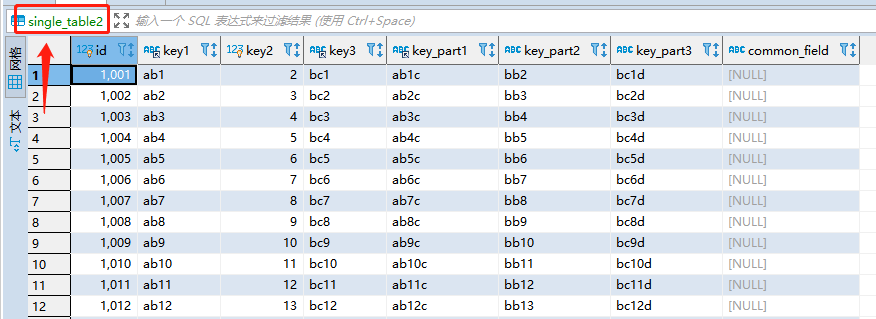 single_table2 输入一个 SQL 表达式来过滤结果 (使用 Ctrl+Space)
网格
文本
123 id ABC key1 123 key2 ABC key3 ABC key_part1 ABC key_part2 ABC key_part3 ABC common_field
1 1,001 ab1 2 bc1 ab1c bb2 bc1d [NULL]
2 1,002 ab2 3 bc2 ab2c bb3 bc2d [NULL]
3 1,003 ab3 4 bc3 ab3c bb4 bc3d [NULL]
4 1,004 ab4 5 bc4 ab4c bb5 bc4d [NULL]
5 1,005 ab5 6 bc5 ab5c bb6 bc5d [NULL]
6 1,006 ab6 7 bc6 ab6c bb7 bc6d [NULL]
7 1,007 ab7 8 bc7 ab7c bb8 bc7d [NULL]
8 1,008 ab8 9 bc8 ab8c bb9 bc8d [NULL]
9 1,009 ab9 10 bc9 ab9c bb10 bc9d [NULL]
10 1,010 ab10 11 bc10 ab10c bb11 bc10d [NULL]
11 1,011 ab11 12 bc11 ab11c bb12 bc11d [NULL]
12 1,012 ab12 13 bc12 ab12c bb13 bc12d [NULL]